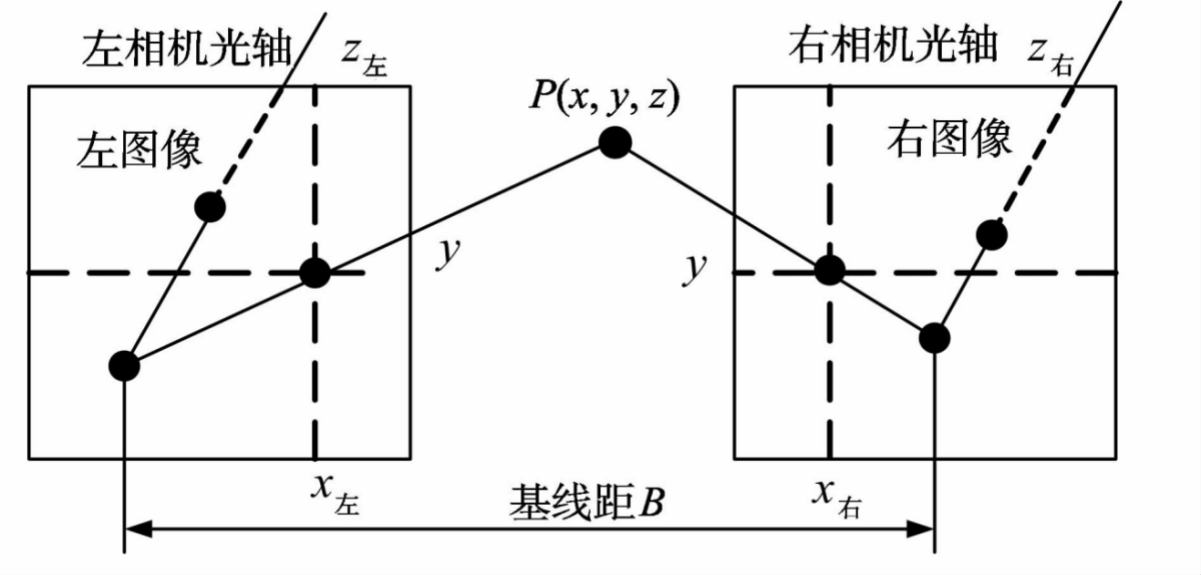 左相机光轴 z左
右相机光轴 z右
P(x, y, z)
左图像
右图像
y
y
x左
x右
基线距B